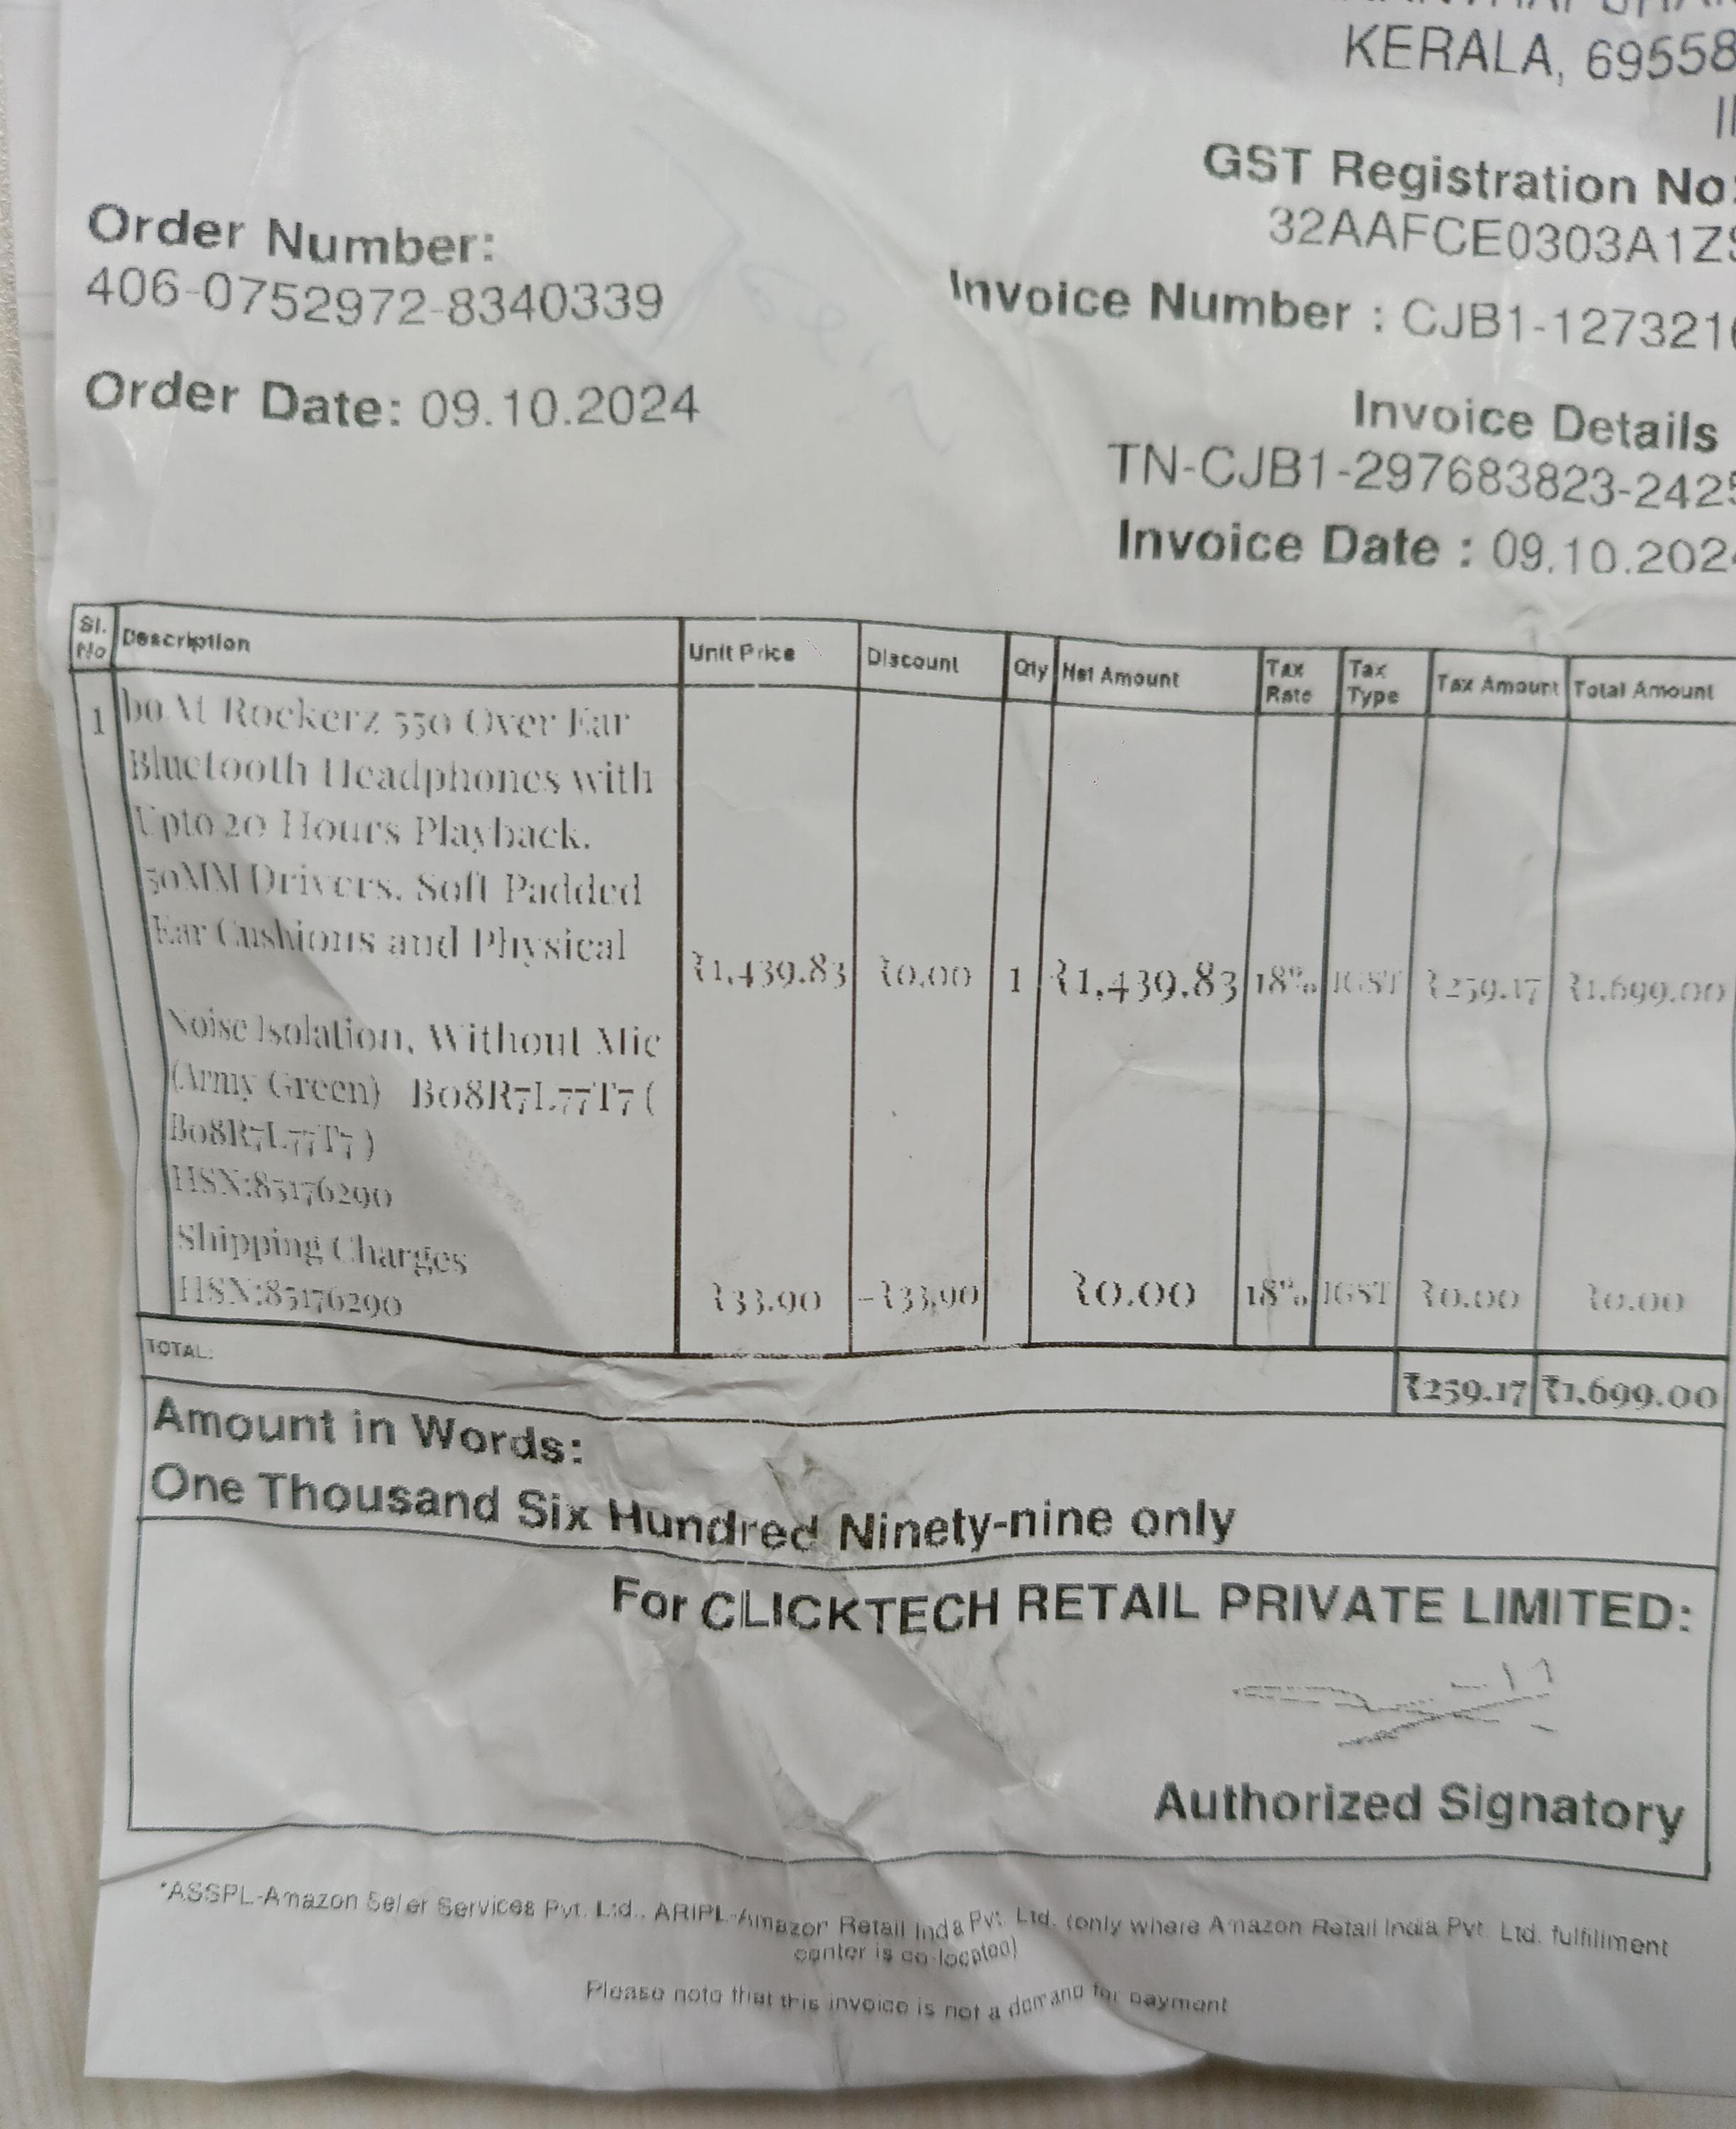 KERALA, 69558
GST Registration No:
32AAFCE0303A1Z
Order Number:
406-0752972-8340339
Invoice Number : CJB1-127321
Order Date: 09.10.2024
Invoice Details
TN-CJB1-297683823-242
Invoice Date : 09.10.202
Sl. No Description Unit Price Discount Qty Net Amount Tax Rate Tax Type Tax Amount Total Amount
1 boAt Rockerz 550 Over Ear
Bluetooth Headphones with
Upto 20 Hours Playback,
50MM Drivers, Soft Padded
Ear Cushions and Physical
₹1,439.83 ₹0.00 1 ₹1,439.83 18% IGST ₹259.17 ₹1,699.00
Noise Isolation, Without Mic
(Army Green) B08R7L77T7 (
B08R7L77T7 )
HSN:85176290
Shipping Charges
HSN:85176290 ₹33.90 -₹33.90 ₹0.00 18% IGST ₹0.00 ₹0.00
TOTAL:
₹259.17 ₹1,699.00
Amount in Words:
One Thousand Six Hundred Ninety-nine only
For CLICKTECH RETAIL PRIVATE LIMITED:
Authorized Signatory
*ASSPL-Amazon Seller Services Pvt. Ltd., ARIPL-Amazon Retail India Pvt. Ltd. (only where Amazon Retail India Pvt. Ltd. fulfillment
center is co-located)
Please note that this invoice is not a demand for payment